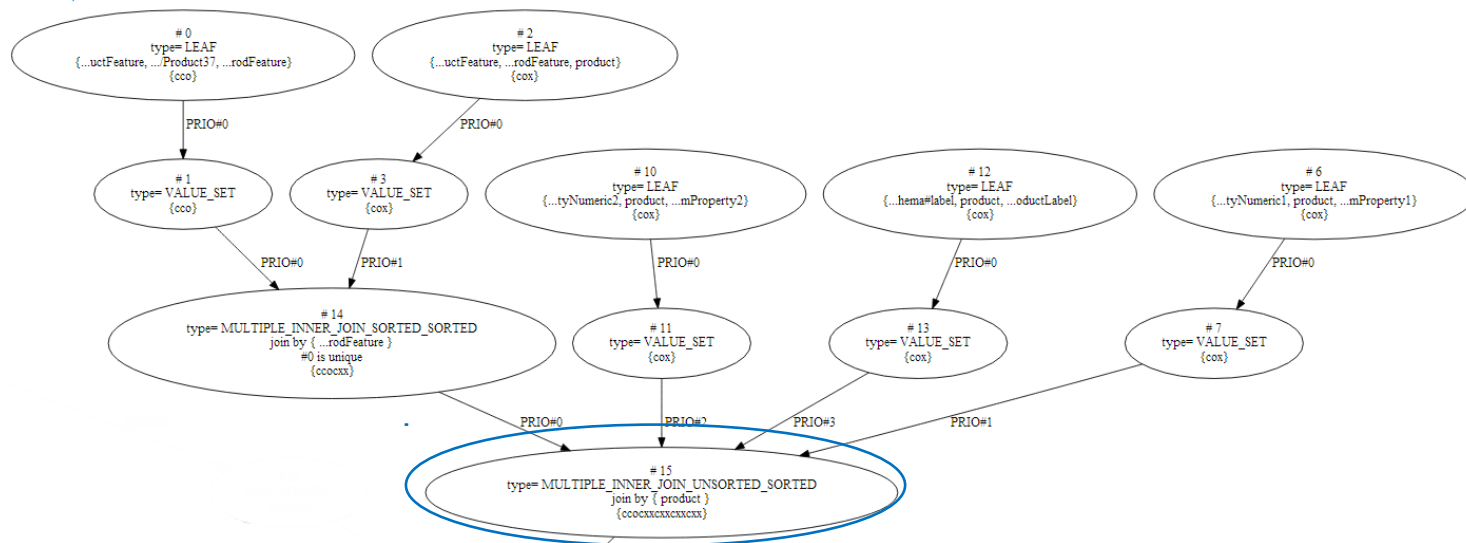 # 0
type= LEAF
{...uctFeature, .../Product37, ...rodFeature}
{cco}
# 2
type= LEAF
{...uctFeature, ...rodFeature, product}
{cox}
PRIO#0
PRIO#0
# 1
type= VALUE_SET
{cco}
# 3
type= VALUE_SET
{cox}
# 10
type= LEAF
{...tyNumeric2, product, ...mProperty2}
{cox}
# 12
type= LEAF
{...hema#label, product, ...oductLabel}
{cox}
# 6
type= LEAF
{...tyNumeric1, product, ...mProperty1}
{cox}
PRIO#0
PRIO#1
PRIO#0
PRIO#0
PRIO#0
# 14
type= MULTIPLE_INNER_JOIN_SORTED_SORTED
join by { ...rodFeature }
#0 is unique
{ccocxx}
# 11
type= VALUE_SET
{cox}
# 13
type= VALUE_SET
{cox}
# 7
type= VALUE_SET
{cox}
PRIO#0
PRIO#2
PRIO#3
PRIO#1
# 15
type= MULTIPLE_INNER_JOIN_UNSORTED_SORTED
join by { product }
{ccocxxcxxcxxcxx}